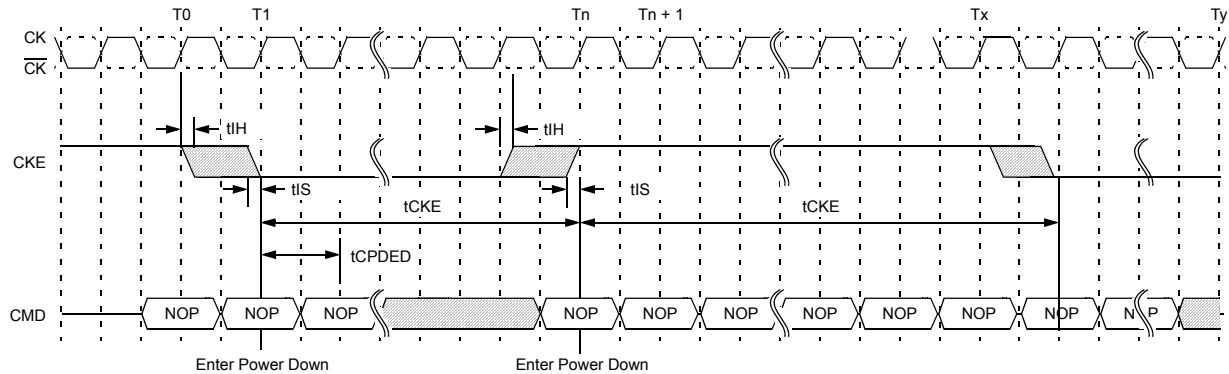 T0 T1 Tn Tn + 1 Tx Ty
CK
CK
tIH tIH
CKE
tIS tIS
tCKE tCKE
tCPDED
CMD NOP NOP NOP NOP NOP NOP NOP NOP NOP NOP
Enter Power Down Enter Power Down